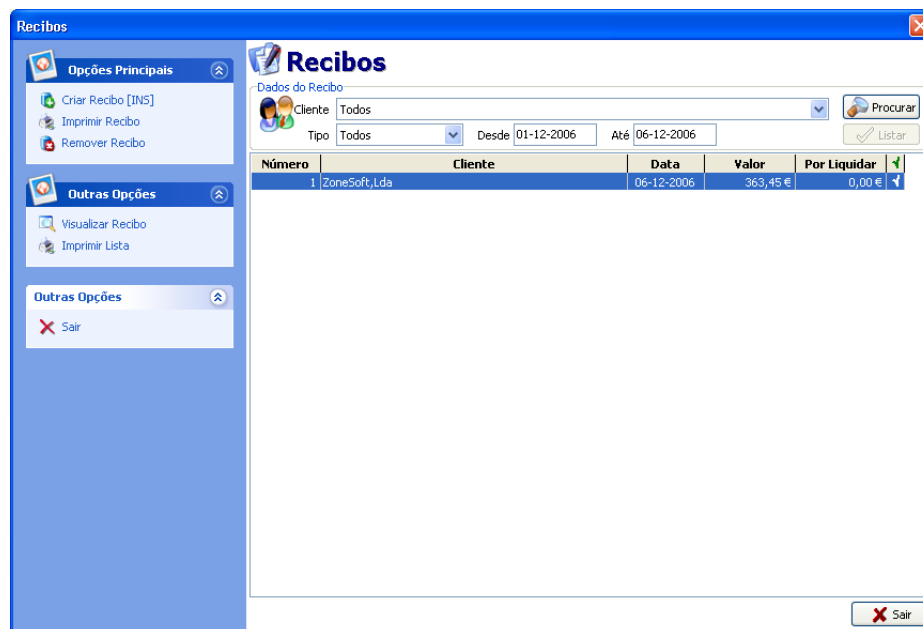 Recibos
Opções Principais
Criar Recibo [INS]
Imprimir Recibo
Remover Recibo
Outras Opções
Visualizar Recibo
Imprimir Lista
Outras Opções
Sair
Recibos
Dados do Recibo
Cliente Todos Procurar
Tipo Todos Desde 01-12-2006 Até 06-12-2006 Listar
Número Cliente Data Valor Por Liquidar
1 ZoneSoft,Lda 06-12-2006 363,45 € 0,00 €
Sair